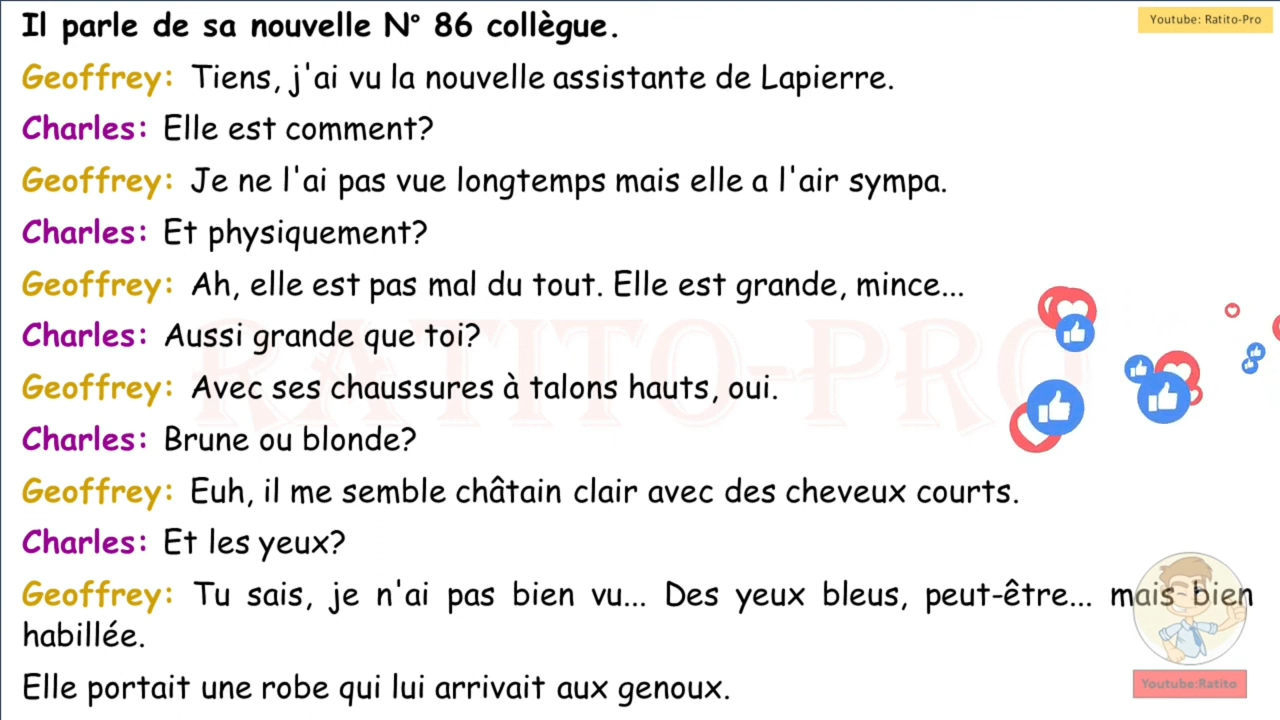 Il parle de sa nouvelle N° 86 collègue.
Youtube: Ratito-Pro
Geoffrey: Tiens, j'ai vu la nouvelle assistante de Lapierre.
Charles: Elle est comment?
Geoffrey: Je ne l'ai pas vue longtemps mais elle a l'air sympa.
Charles: Et physiquement?
Geoffrey: Ah, elle est pas mal du tout. Elle est grande, mince...
Charles: Aussi grande que toi?
RATITO-PRO
Geoffrey: Avec ses chaussures à talons hauts, oui.
Charles: Brune ou blonde?
Geoffrey: Euh, il me semble châtain clair avec des cheveux courts.
Charles: Et les yeux?
Geoffrey: Tu sais, je n'ai pas bien vu... Des yeux bleus, peut-être... mais bien
habillée.
Elle portait une robe qui lui arrivait aux genoux.
Youtube:Ratito